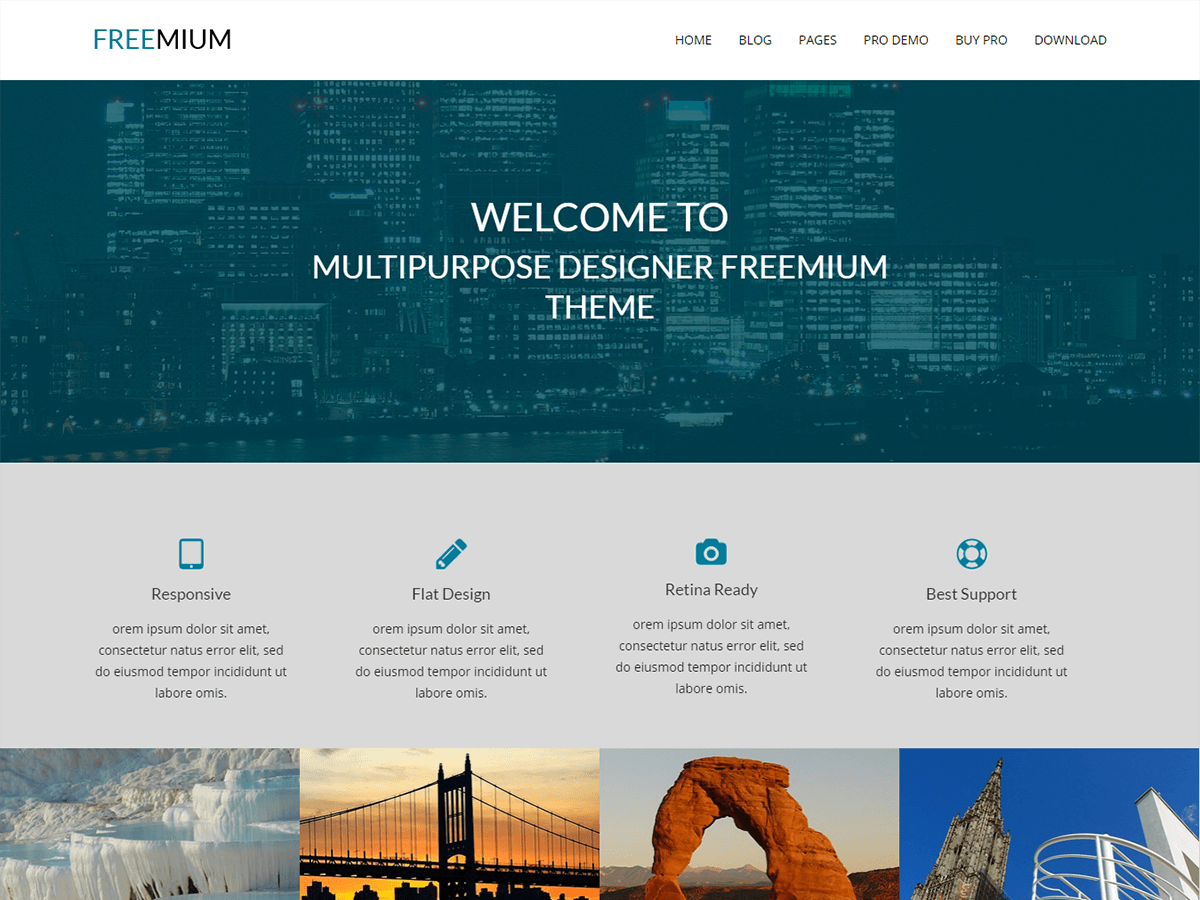 FREEMIUM
HOME BLOG PAGES PRO DEMO BUY PRO DOWNLOAD
WELCOME TO
MULTIPURPOSE DESIGNER FREEMIUM
THEME
Responsive
orem ipsum dolor sit amet,
consectetur natus error elit, sed
do eiusmod tempor incididunt ut
labore omis.
Flat Design
orem ipsum dolor sit amet,
consectetur natus error elit, sed
do eiusmod tempor incididunt ut
labore omis.
Retina Ready
orem ipsum dolor sit amet,
consectetur natus error elit, sed
do eiusmod tempor incididunt ut
labore omis.
Best Support
orem ipsum dolor sit amet,
consectetur natus error elit, sed
do eiusmod tempor incididunt ut
labore omis.